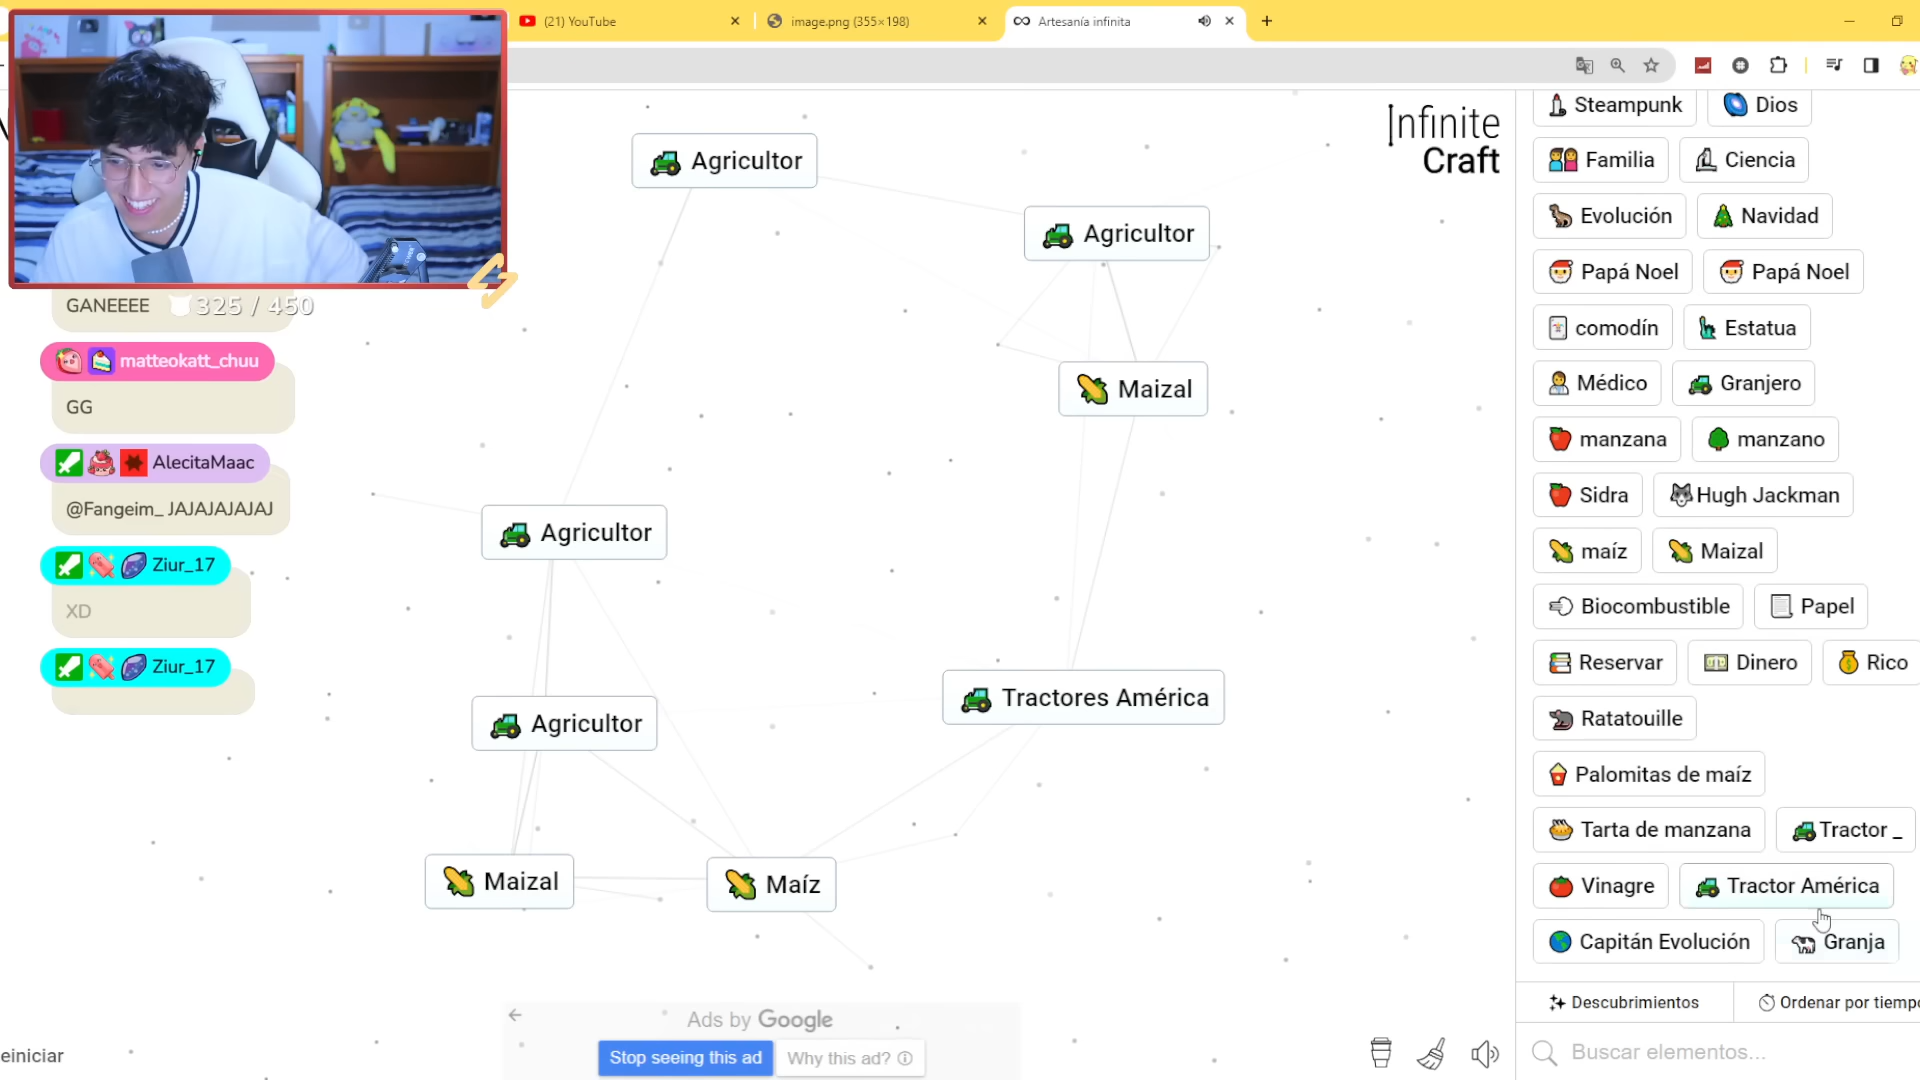 (21) YouTube
image.png (355×198)
Artesanía infinita
Infinite
Craft
GANEEEE
325 / 450
matteokatt_chuu
GG
AlecitaMaac
@Fangeim_ JAJAJAJAJAJ
Ziur_17
XD
Ziur_17
Agricultor
Agricultor
Maizal
Agricultor
Agricultor
Tractores América
Maizal
Maíz
Steampunk
Dios
Familia
Ciencia
Evolución
Navidad
Papá Noel
Papá Noel
comodín
Estatua
Médico
Granjero
manzana
manzano
Sidra
Hugh Jackman
maíz
Maizal
Biocombustible
Papel
Reservar
Dinero
Rico
Ratatouille
Palomitas de maíz
Tarta de manzana
Tractor _
Vinagre
Tractor América
Capitán Evolución
Granja
Descubrimientos
Ordenar por tiempo
Buscar elementos...
Ads by Google
Stop seeing this ad
Why this ad?
einiciar